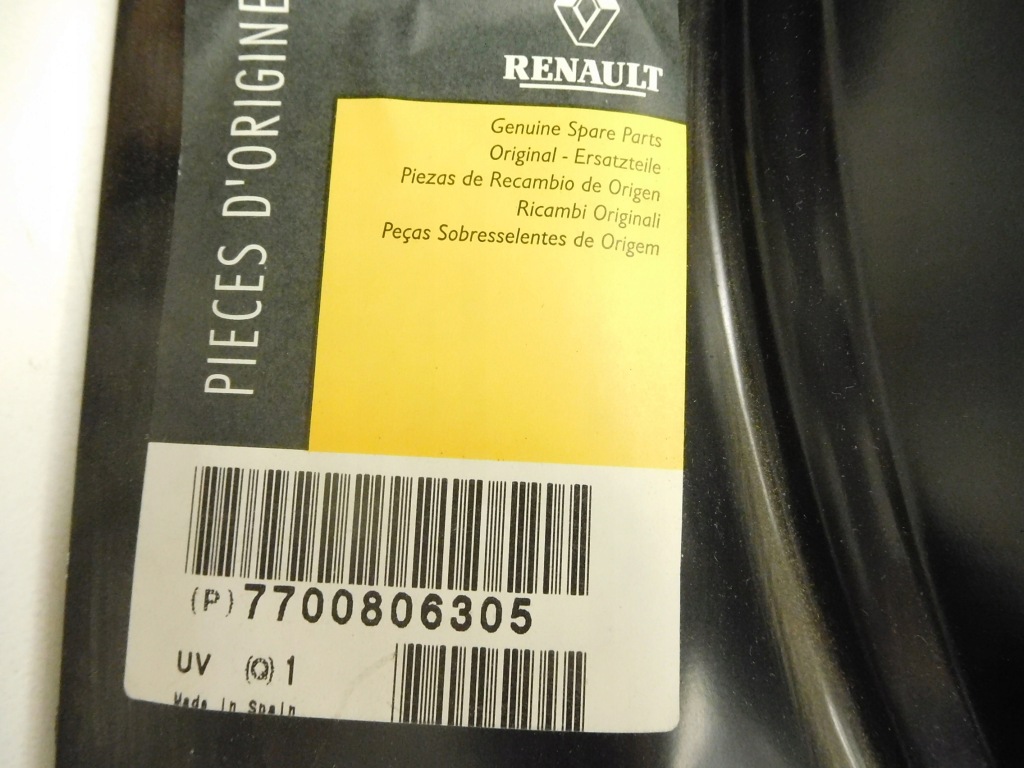 PIECES D'ORIGINE
RENAULT
Genuine Spare Parts
Original - Ersatzteile
Piezas de Recambio de Origen
Ricambi Originali
Peças Sobresselentes de Origem
(P) 7700806305
UV (Q) 1
Made in Spain